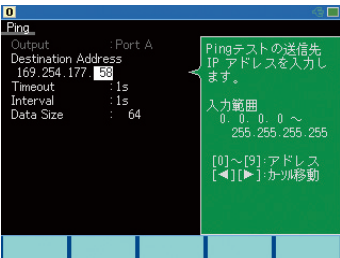 0
Ping
Output :Port A
Destination Address
169.254.177. 58
Timeout :1s
Interval :1s
Data Size : 64
Pingテストの送信先
IP アドレスを入力し
ます。
入力範囲
0. 0. 0. 0 ～
255.255.255.255
[0]～[9]:アドレス
[◀][▶]:ｶｰｿﾙ移動